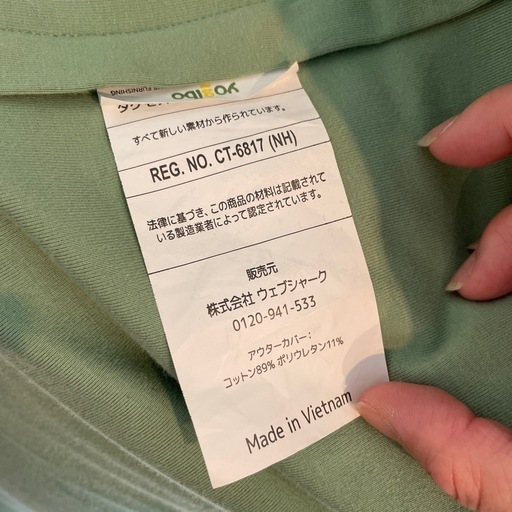 YOGIBO
すべて新しい素材から作られています。
REG. NO. CT-6817 (NH)
法律に基づき、この商品の材料は記載されて
いる製造業者によって認定されています。
販売元
株式会社 ウェブシャーク
0120-941-533
アウターカバー：
コットン89% ポリウレタン11%
Made in Vietnam